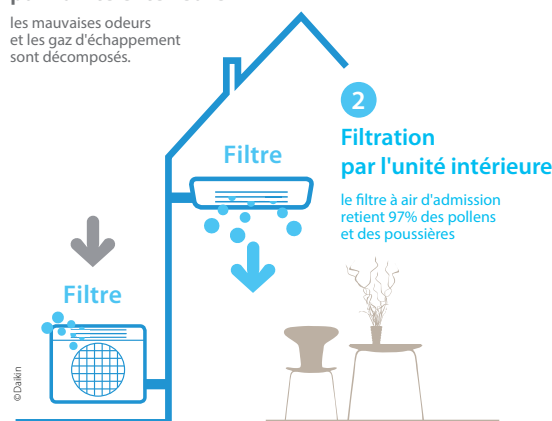 les mauvaises odeurs
et les gaz d'échappement
sont décomposés.
2
Filtration
par l'unité intérieure
le filtre à air d'admission
retient 97% des pollens
et des poussières
Filtre
Filtre
© Daikin